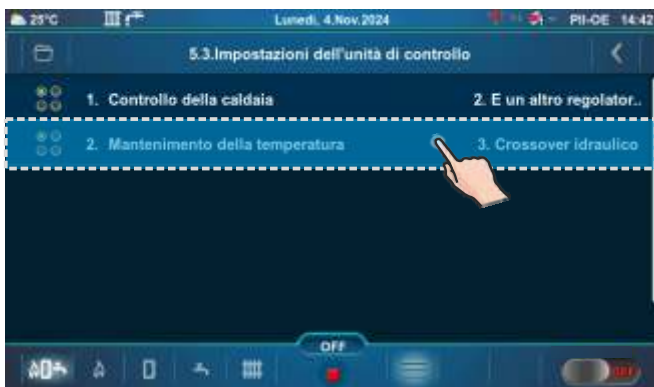 25°C Lunedì, 4.Nov.2024 PII-OE 14:42
5.3.Impostazioni dell'unità di controllo
1. Controllo della caldaia 2. E un altro regolator..
2. Mantenimento della temperatura 3. Crossover idraulico
OFF
OFF